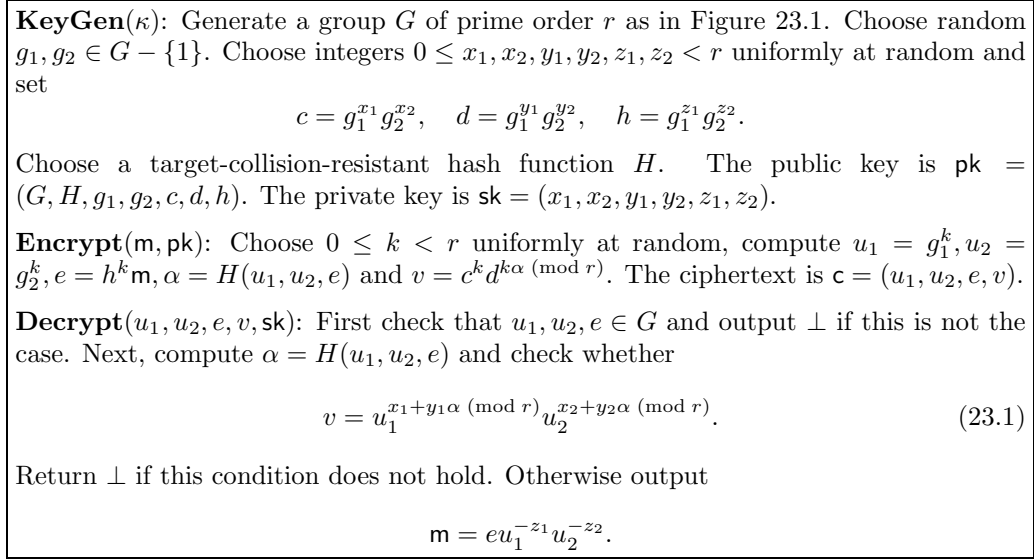 KeyGen(κ): Generate a group G of prime order r as in Figure 23.1. Choose random
g₁, g₂ ∈ G − {1}. Choose integers 0 ≤ x₁, x₂, y₁, y₂, z₁, z₂ < r uniformly at random and
set
c = g₁^{x₁} g₂^{x₂}, d = g₁^{y₁} g₂^{y₂}, h = g₁^{z₁} g₂^{z₂}.
Choose a target-collision-resistant hash function H. The public key is pk =
(G, H, g₁, g₂, c, d, h). The private key is sk = (x₁, x₂, y₁, y₂, z₁, z₂).
Encrypt(m, pk): Choose 0 ≤ k < r uniformly at random, compute u₁ = g₁^k, u₂ =
g₂^k, e = h^k m, α = H(u₁, u₂, e) and v = c^k d^{kα (mod r)}. The ciphertext is c = (u₁, u₂, e, v).
Decrypt(u₁, u₂, e, v, sk): First check that u₁, u₂, e ∈ G and output ⊥ if this is not the
case. Next, compute α = H(u₁, u₂, e) and check whether
v = u₁^{x₁+y₁α (mod r)} u₂^{x₂+y₂α (mod r)}. (23.1)
Return ⊥ if this condition does not hold. Otherwise output
m = eu₁^{−z₁} u₂^{−z₂}.